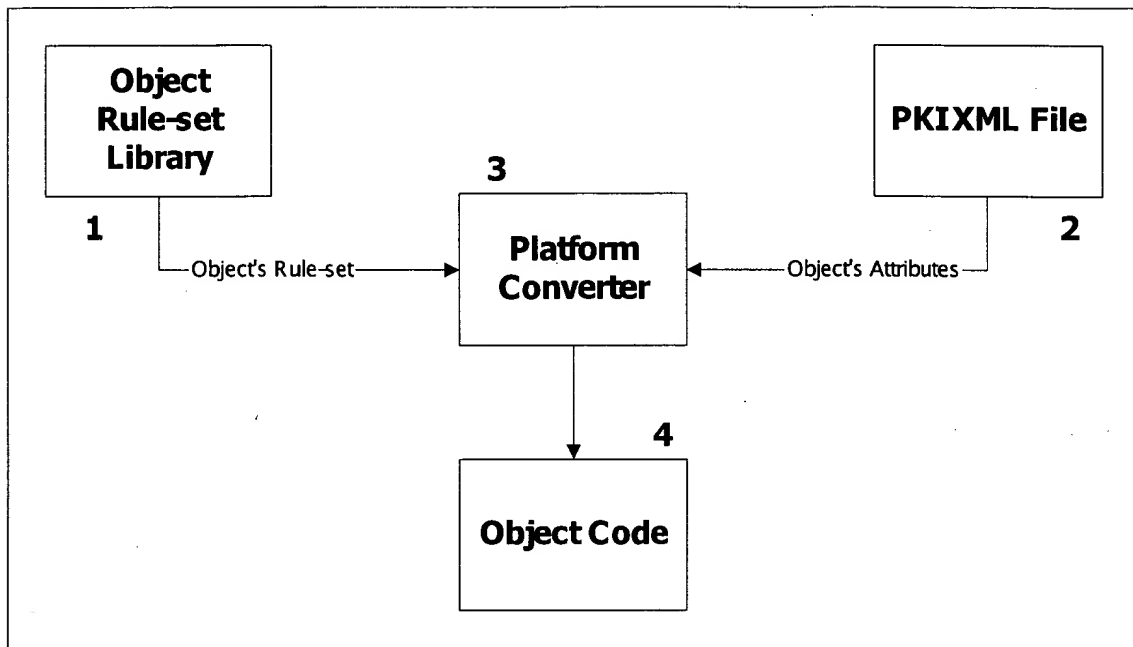 Object
Rule-set
Library
PKIXML File
1
2
3
Object's Rule-set
Platform
Converter
Object's Attributes
4
Object Code